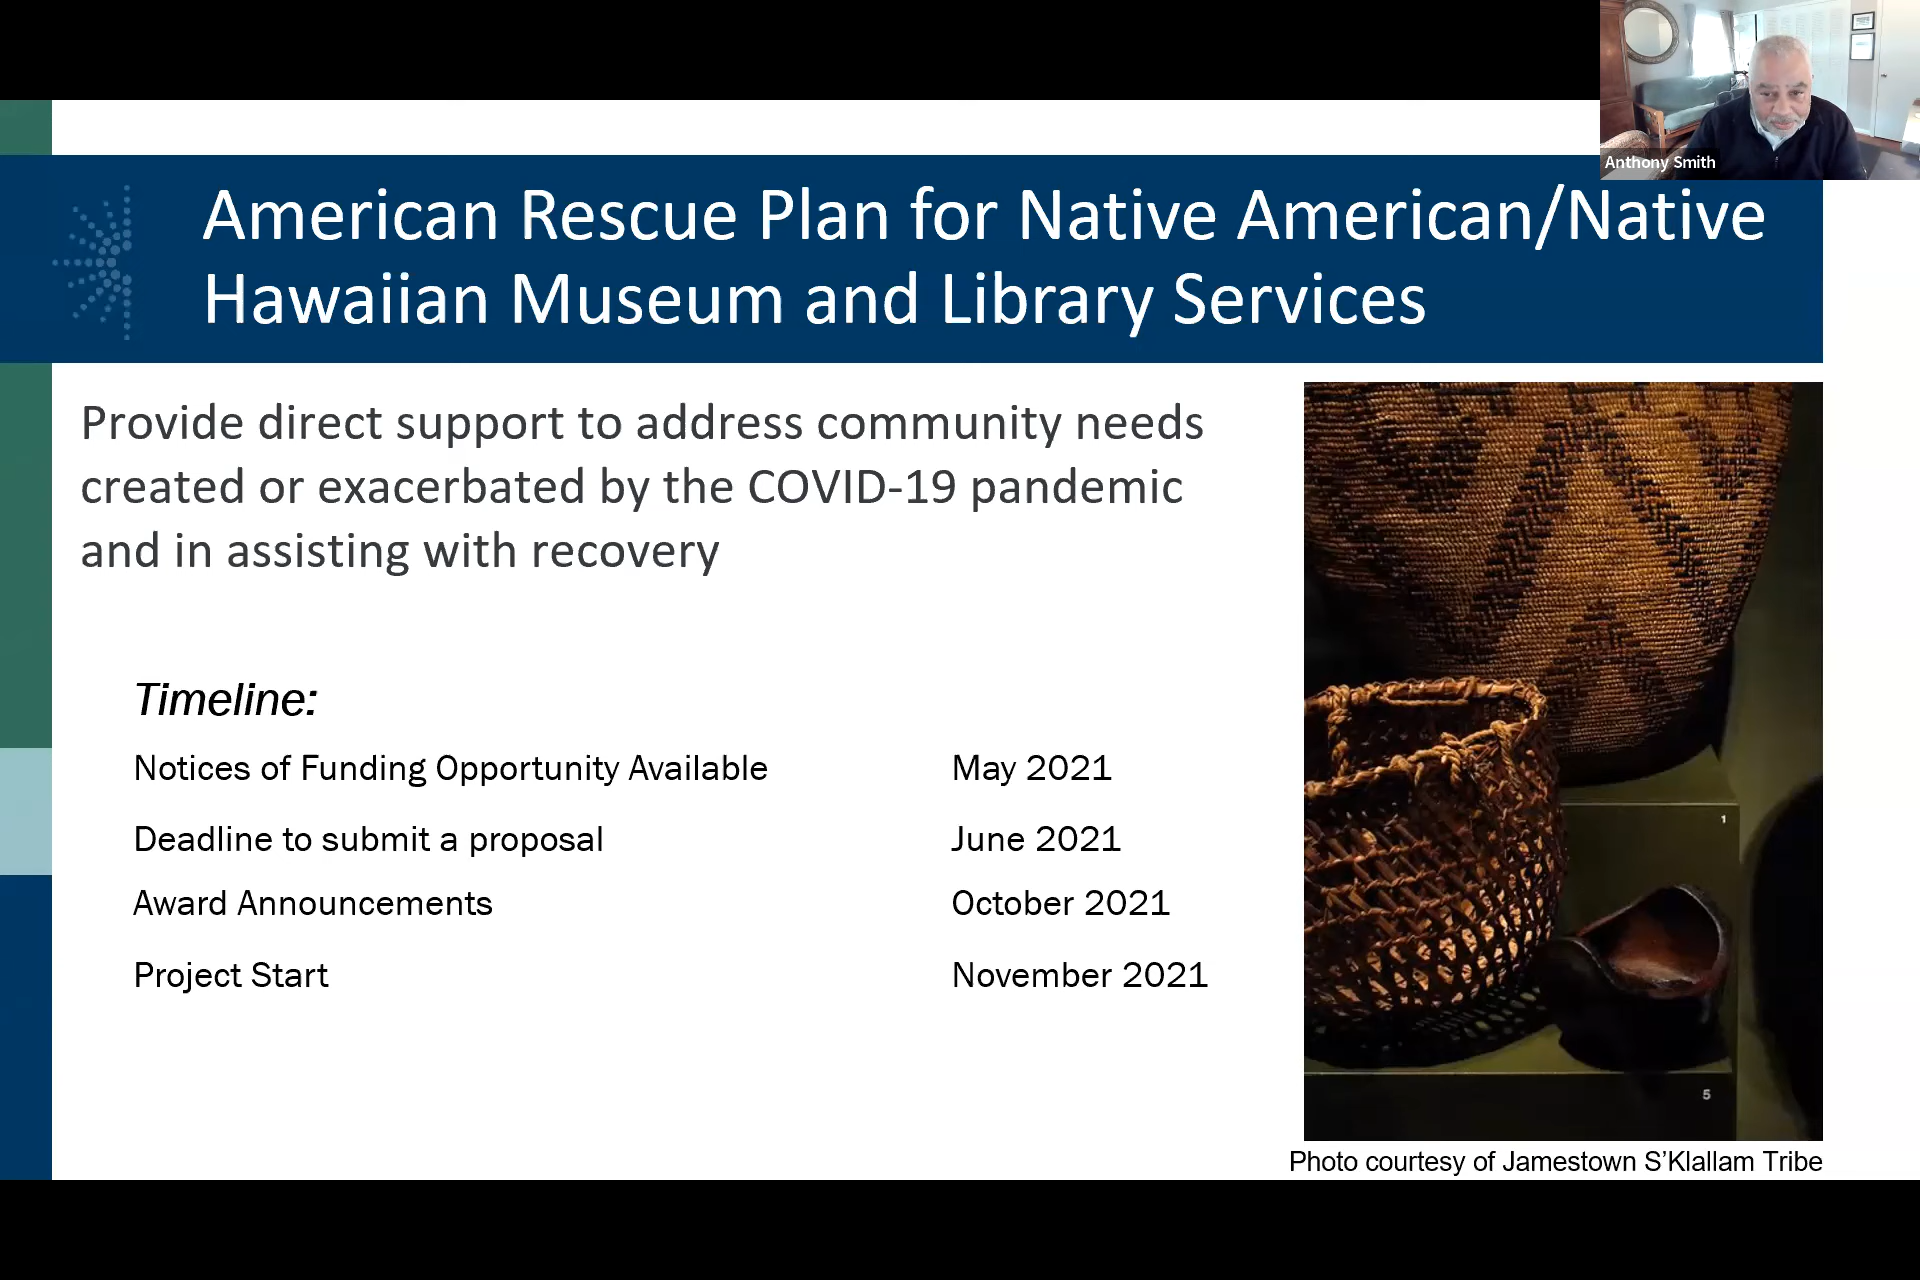 Anthony Smith
American Rescue Plan for Native American/Native
Hawaiian Museum and Library Services
Provide direct support to address community needs
created or exacerbated by the COVID-19 pandemic
and in assisting with recovery
Timeline:
Notices of Funding Opportunity Available May 2021
Deadline to submit a proposal June 2021
Award Announcements October 2021
Project Start November 2021
1
5
Photo courtesy of Jamestown S’Klallam Tribe